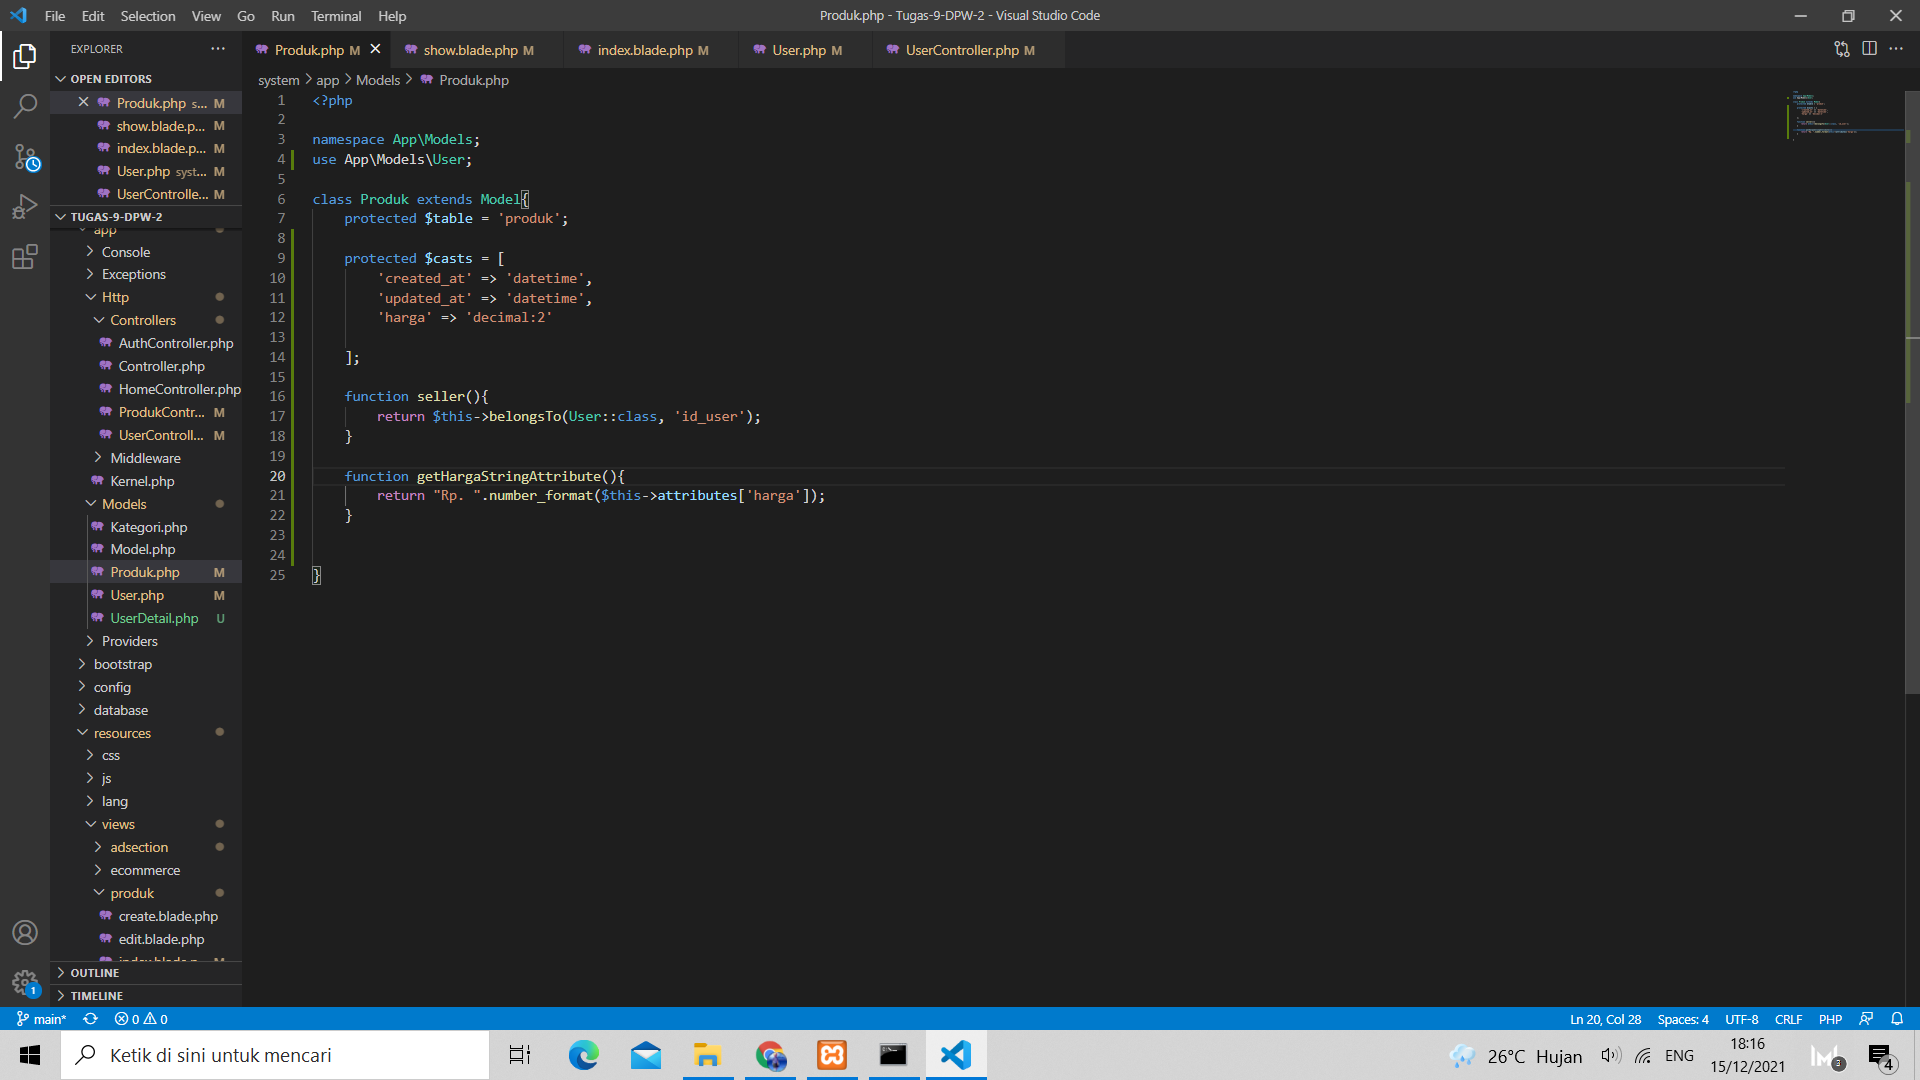 File Edit Selection View Go Run Terminal Help
Produk.php - Tugas-9-DPW-2 - Visual Studio Code
EXPLORER
Produk.php M
show.blade.php M
index.blade.php M
User.php M
UserController.php M
system > app > Models > Produk.php
OPEN EDITORS
Produk.php s... M
show.blade.p... M
index.blade.p... M
User.php syst... M
UserControlle... M
TUGAS-9-DPW-2
app
Console
Exceptions
Http
Controllers
AuthController.php
Controller.php
HomeController.php
ProdukContr... M
UserControll... M
Middleware
Kernel.php
Models
Kategori.php
Model.php
Produk.php M
User.php M
UserDetail.php U
Providers
bootstrap
config
database
resources
css
js
lang
views
adsection
ecommerce
produk
create.blade.php
edit.blade.php
index.blade.p... M
OUTLINE
TIMELINE
1 <?php
2
3 namespace App\Models;
4 use App\Models\User;
5
6 class Produk extends Model{
7 protected $table = 'produk';
8
9 protected $casts = [
10 'created_at' => 'datetime',
11 'updated_at' => 'datetime',
12 'harga' => 'decimal:2'
13
14 ];
15
16 function seller(){
17 return $this->belongsTo(User::class, 'id_user');
18 }
19
20 function getHargaStringAttribute(){
21 return "Rp. ".number_format($this->attributes['harga']);
22 }
23
24
25 }
1
main* 0 0
Ln 20, Col 28 Spaces: 4 UTF-8 CRLF PHP
Ketik di sini untuk mencari
26°C Hujan ENG
18:16
15/12/2021
3
4